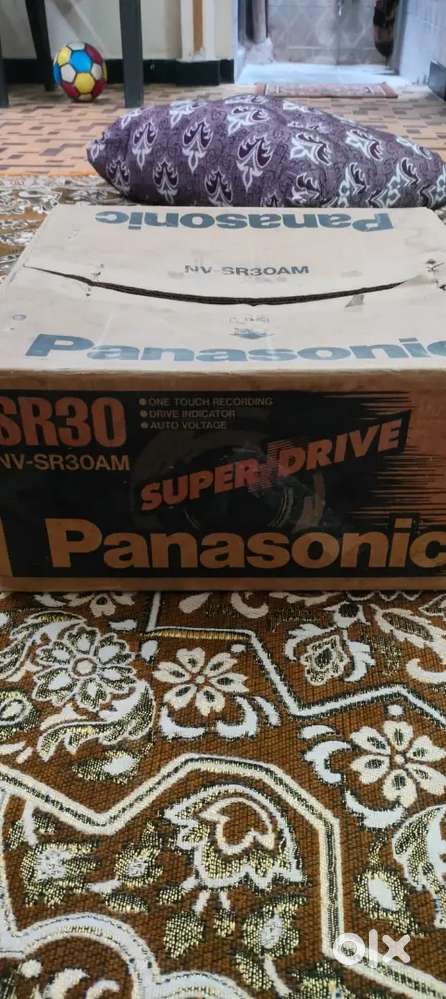 Panasonic
NV-SR30AM
Panasonic
SR30
NV-SR30AM
ONE TOUCH RECORDING
DRIVE INDICATOR
AUTO VOLTAGE
SUPER DRIVE
Panasonic
olx